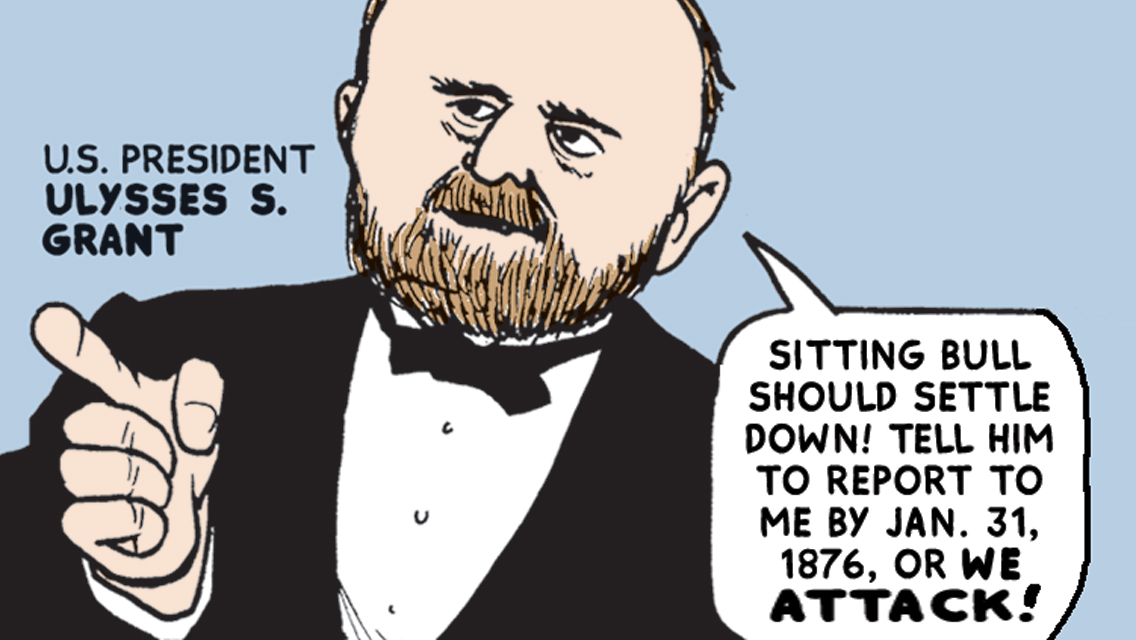 U.S. PRESIDENT
ULYSSES S.
GRANT
SITTING BULL
SHOULD SETTLE
DOWN! TELL HIM
TO REPORT TO
ME BY JAN. 31,
1876, OR WE
ATTACK!